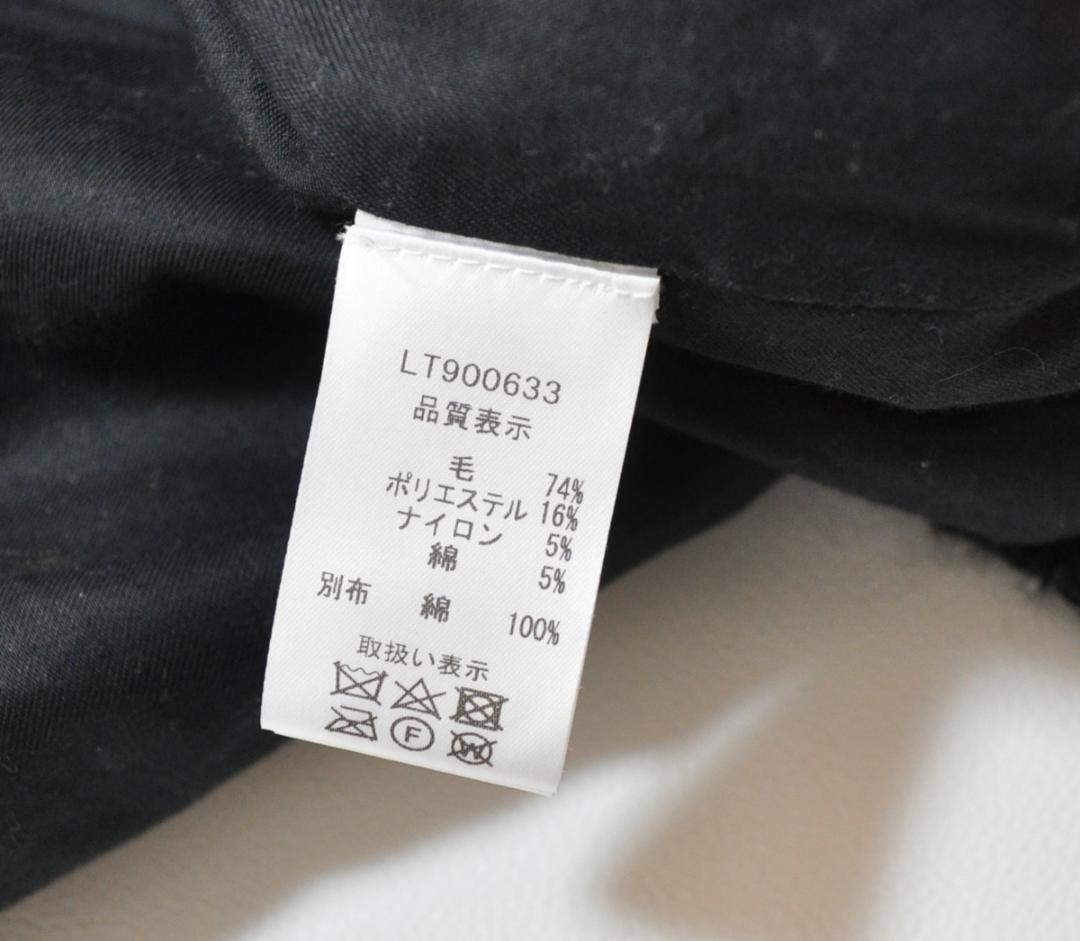 LT900633
品質表示
毛 74%
ポリエステル 16%
ナイロン 5%
綿 5%
別布 綿 100%
取扱い表示
F
W